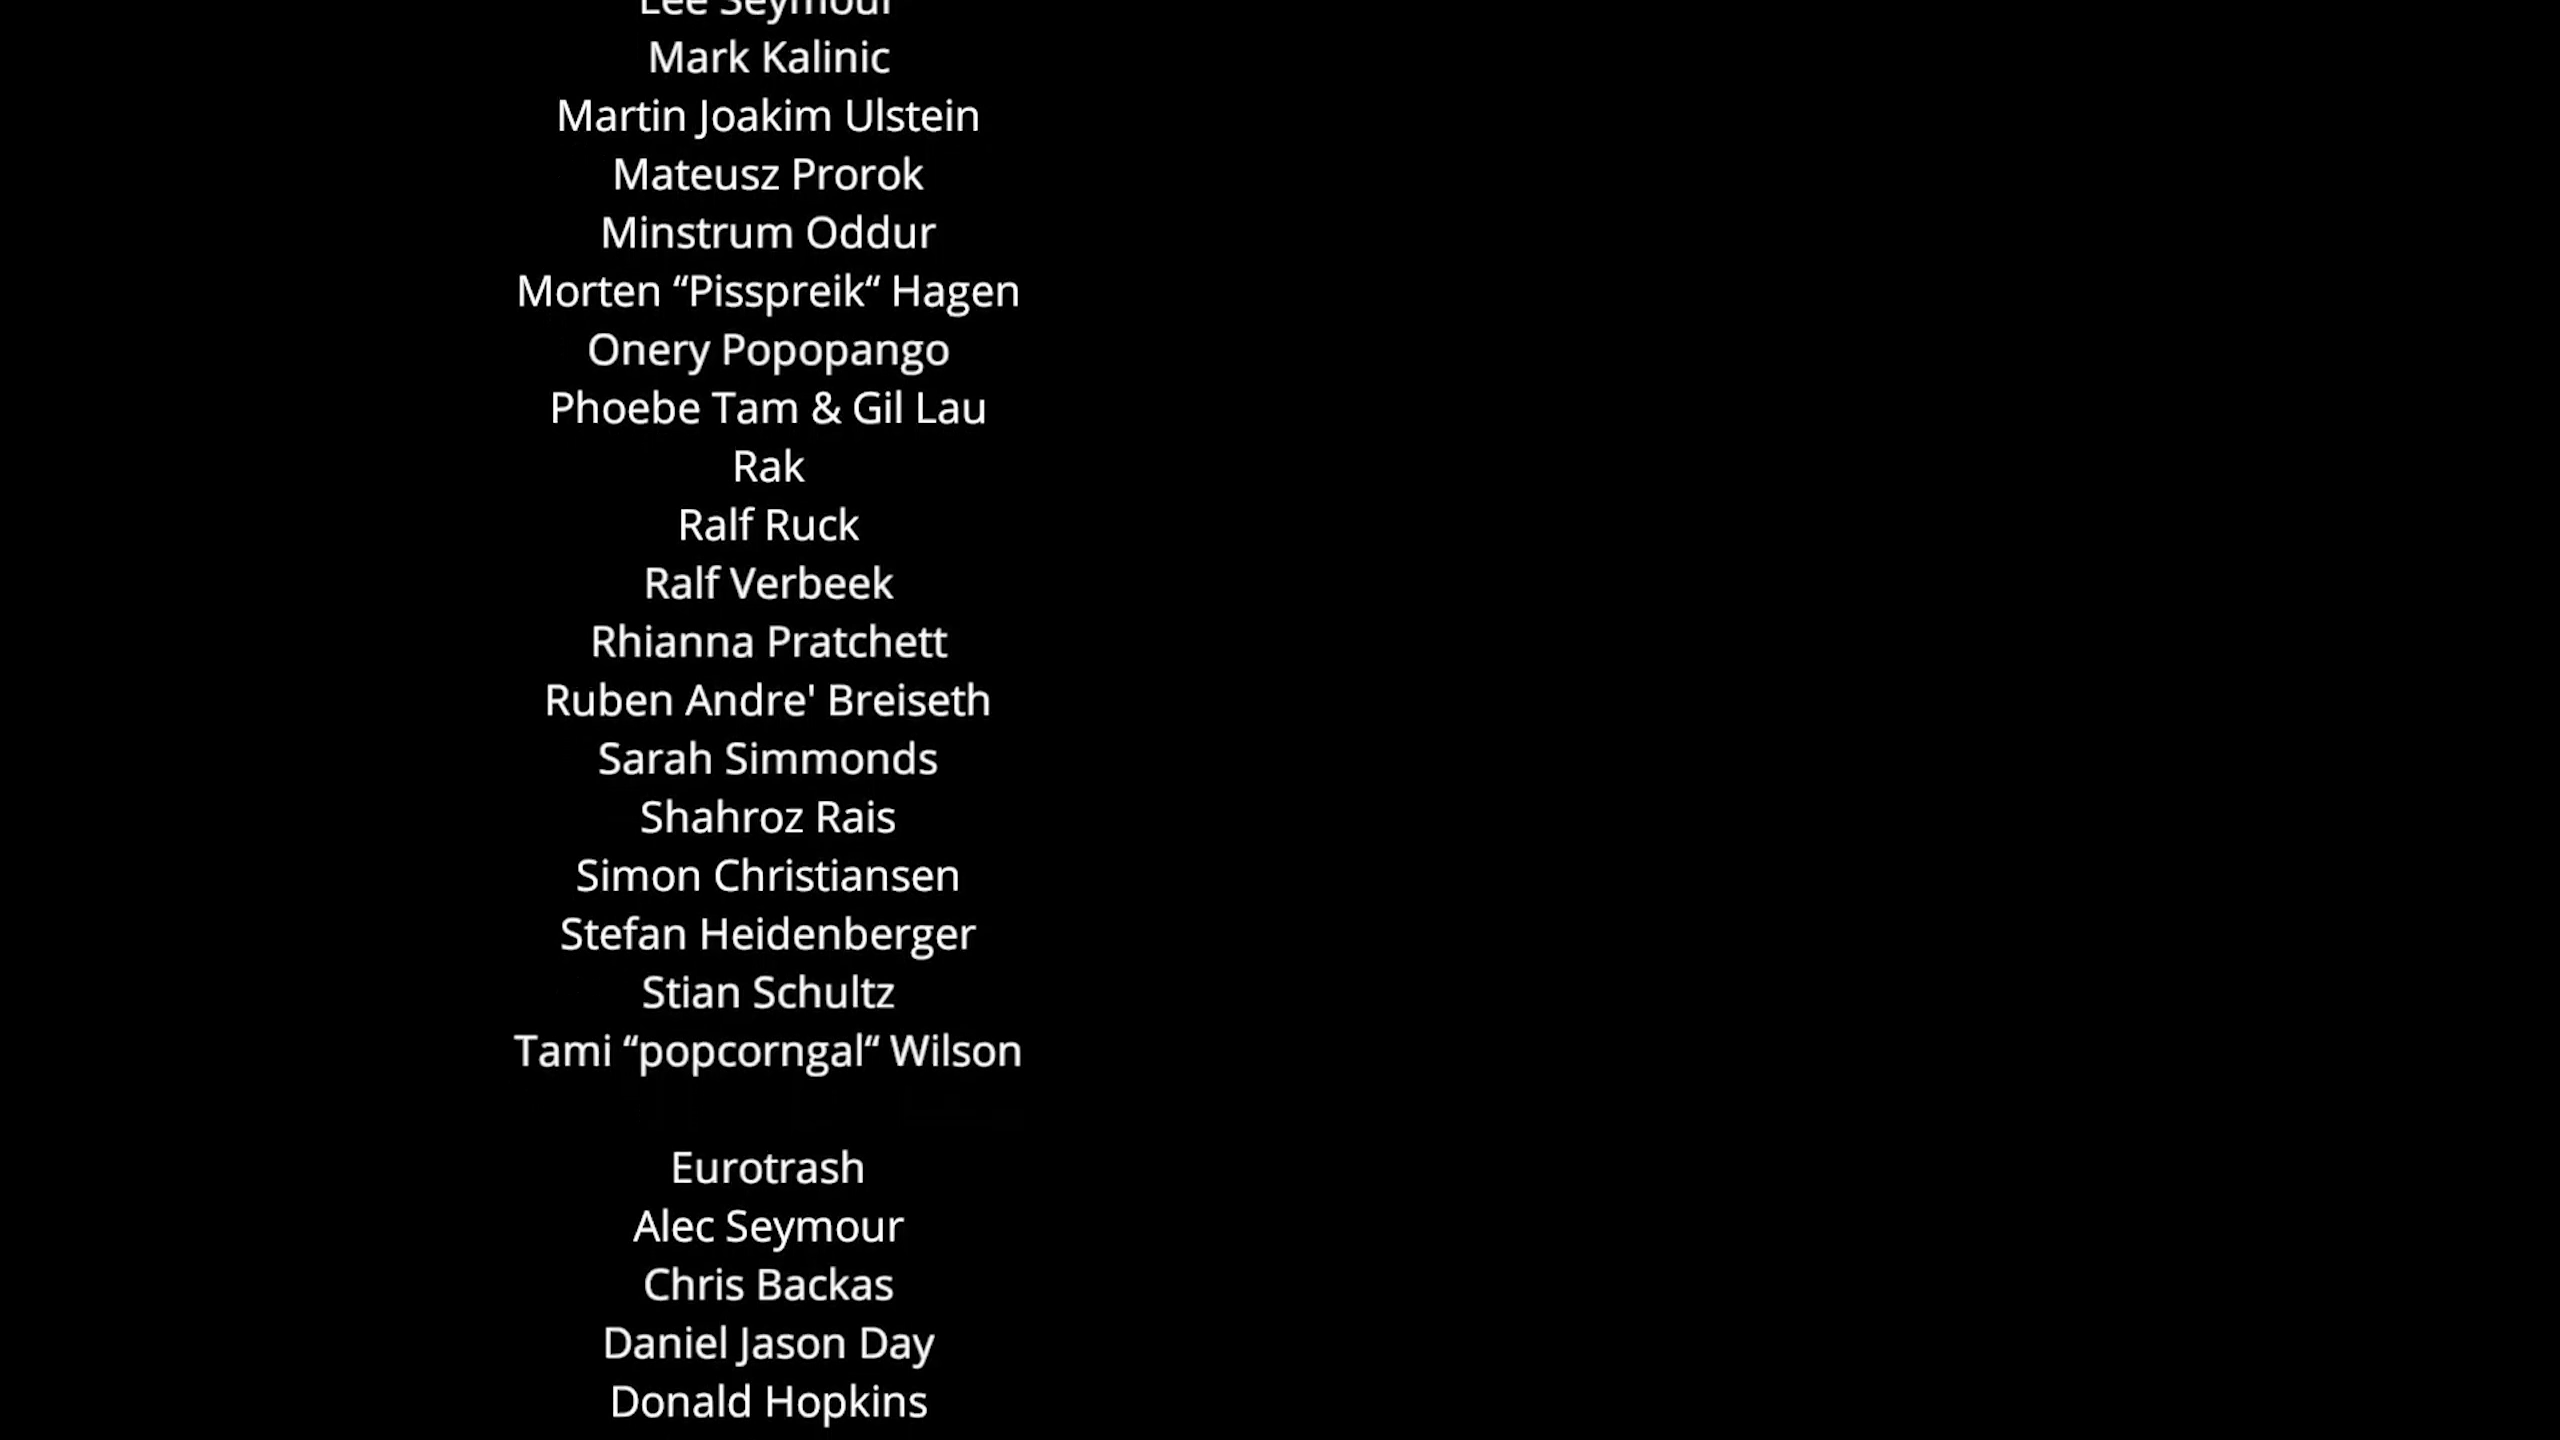 Lee Seymour
Mark Kalinic
Martin Joakim Ulstein
Mateusz Prorok
Minstrum Oddur
Morten “Pisspreik“ Hagen
Onery Popopango
Phoebe Tam & Gil Lau
Rak
Ralf Ruck
Ralf Verbeek
Rhianna Pratchett
Ruben Andre' Breiseth
Sarah Simmonds
Shahroz Rais
Simon Christiansen
Stefan Heidenberger
Stian Schultz
Tami “popcorngal“ Wilson
Eurotrash
Alec Seymour
Chris Backas
Daniel Jason Day
Donald Hopkins